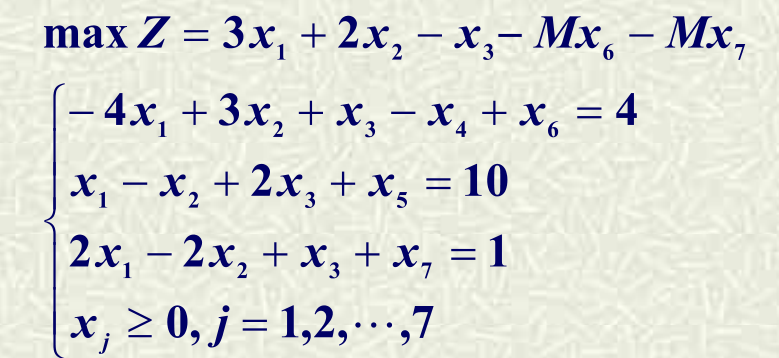 max Z = 3x₁ + 2x₂ − x₃− Mx₆ − Mx₇
− 4x₁ + 3x₂ + x₃ − x₄ + x₆ = 4
x₁ − x₂ + 2x₃ + x₅ = 10
2x₁ − 2x₂ + x₃ + x₇ = 1
xⱼ ≥ 0, j = 1,2,⋯,7